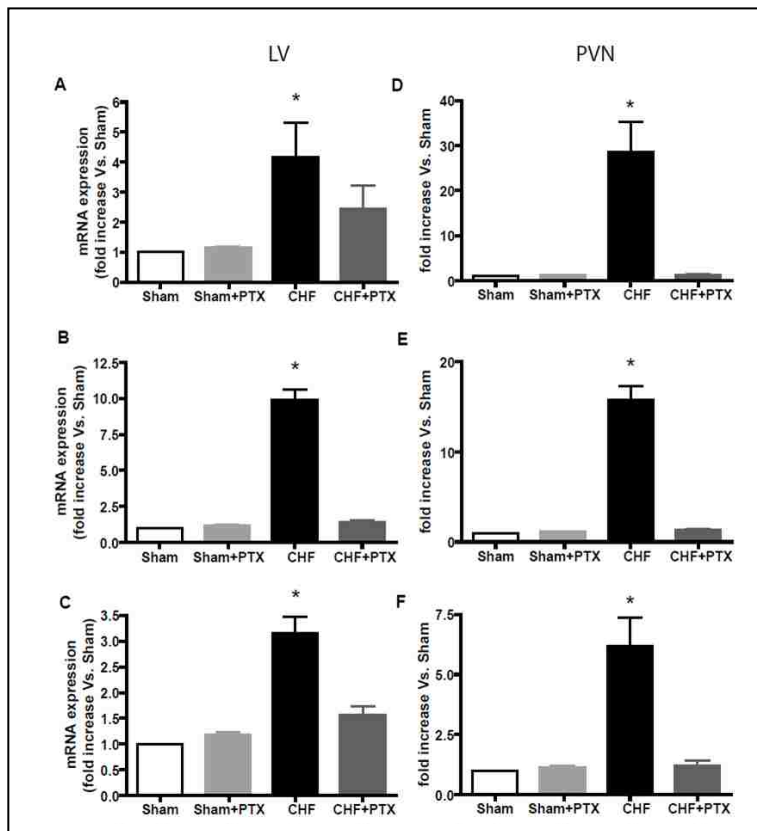 LV
PVN
A
mRNA expression
(fold increase Vs. Sham)
6
5
4
3
2
1
0
*
Sham Sham+PTX CHF CHF+PTX
D
fold increase Vs. Sham)
40
30
20
10
0
*
Sham Sham+PTX CHF CHF+PTX
B
mRNA expression
(fold increase Vs. Sham)
12.5
10.0
7.5
5.0
2.5
0.0
*
Sham Sham+PTX CHF CHF+PTX
E
fold increase Vs. Sham)
20
10
0
*
Sham Sham+PTX CHF CHF+PTX
C
mRNA expression
(fold increase Vs. Sham)
3.5
3.0
2.5
2.0
1.5
1.0
0.5
0.0
*
Sham Sham+PTX CHF CHF+PTX
F
fold increase Vs. Sham)
7.5
5.0
2.5
0.0
*
Sham Sham+PTX CHF CHF+PTX